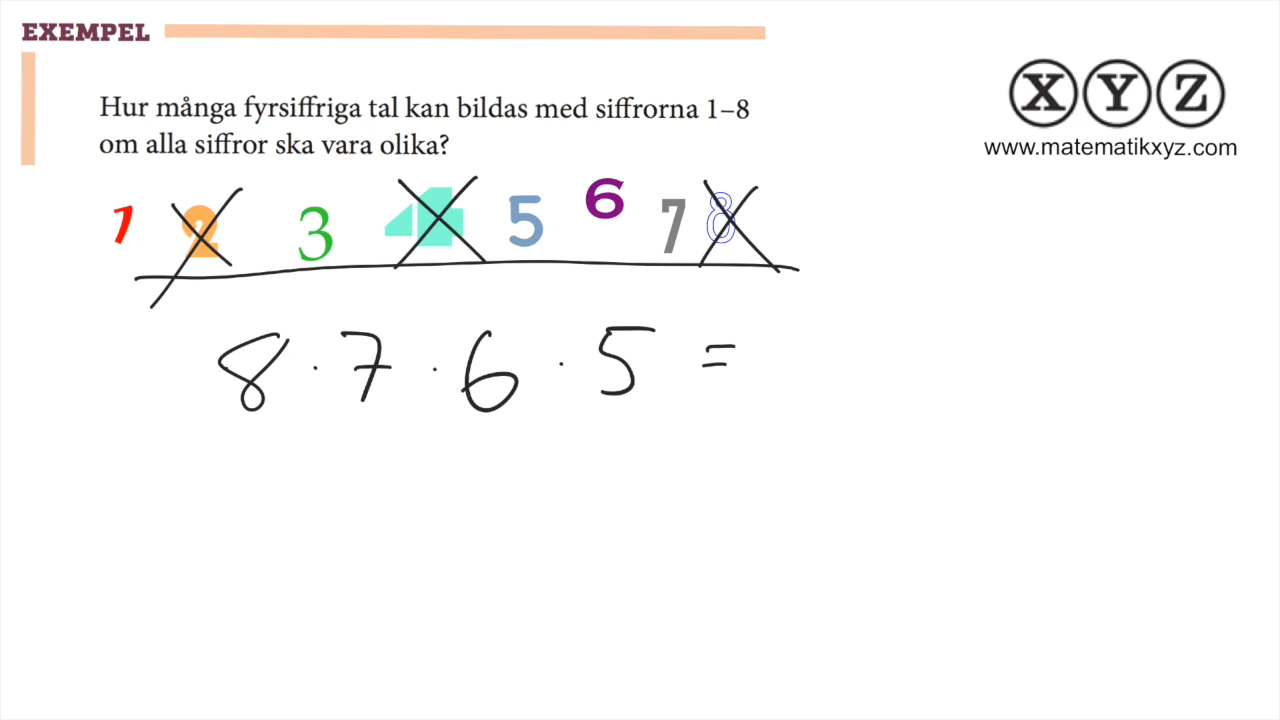 EXEMPEL
Hur många fyrsiffriga tal kan bildas med siffrorna 1–8
om alla siffror ska vara olika?
XYZ
www.matematikxyz.com
1 2 3 4 5 6 7 8
8 · 7 · 6 · 5 =